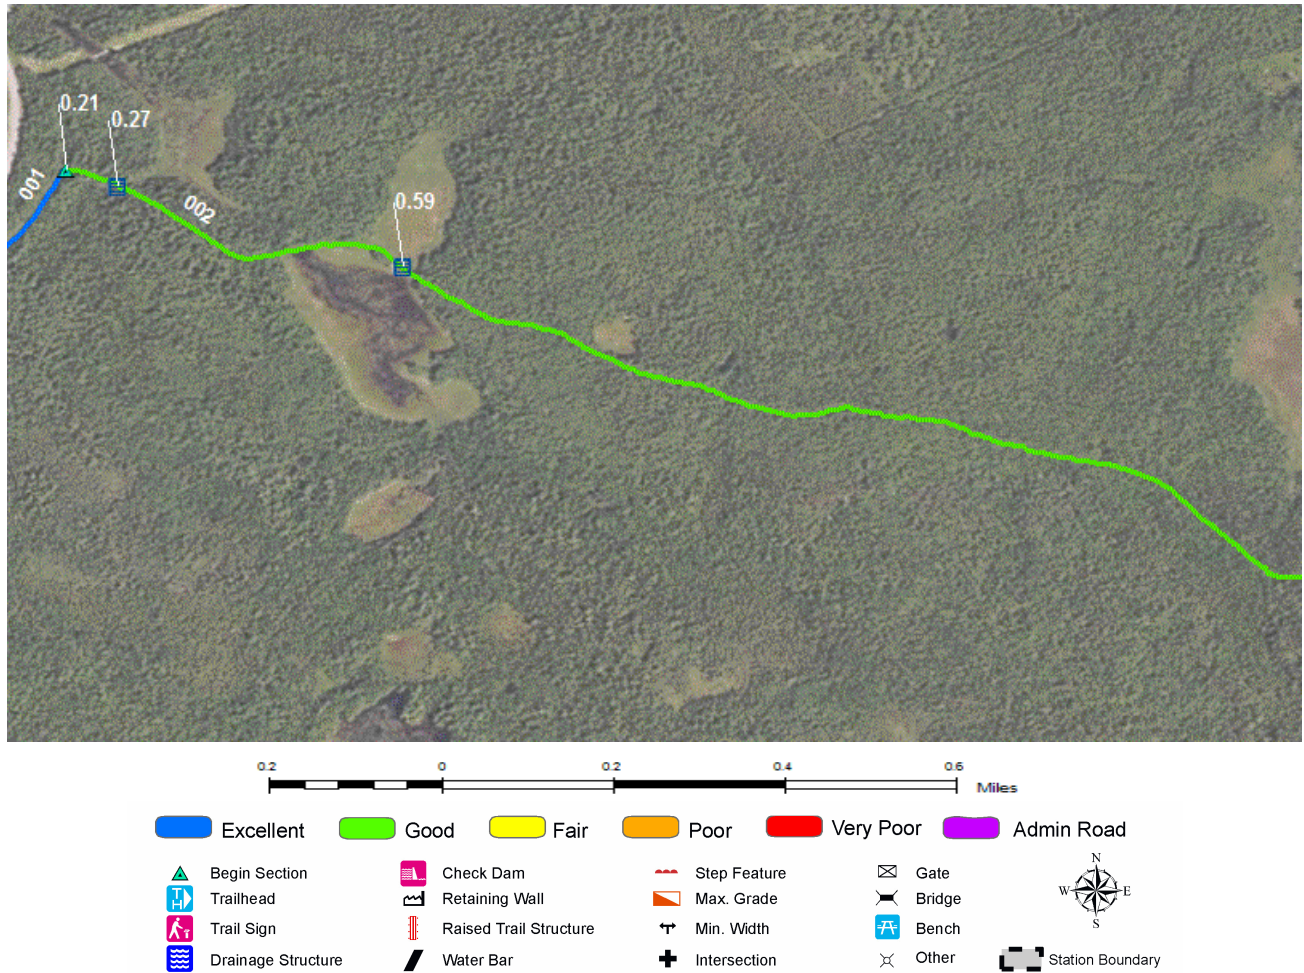 0.21
0.27
001
002
0.59
0.2 0 0.2 0.4 0.6
Miles
Excellent Good Fair Poor Very Poor Admin Road
Begin Section Check Dam Step Feature Gate
Trailhead Retaining Wall Max. Grade Bridge
Trail Sign Raised Trail Structure Min. Width Bench
Drainage Structure Water Bar Intersection Other Station Boundary
N
W E
S
T
H